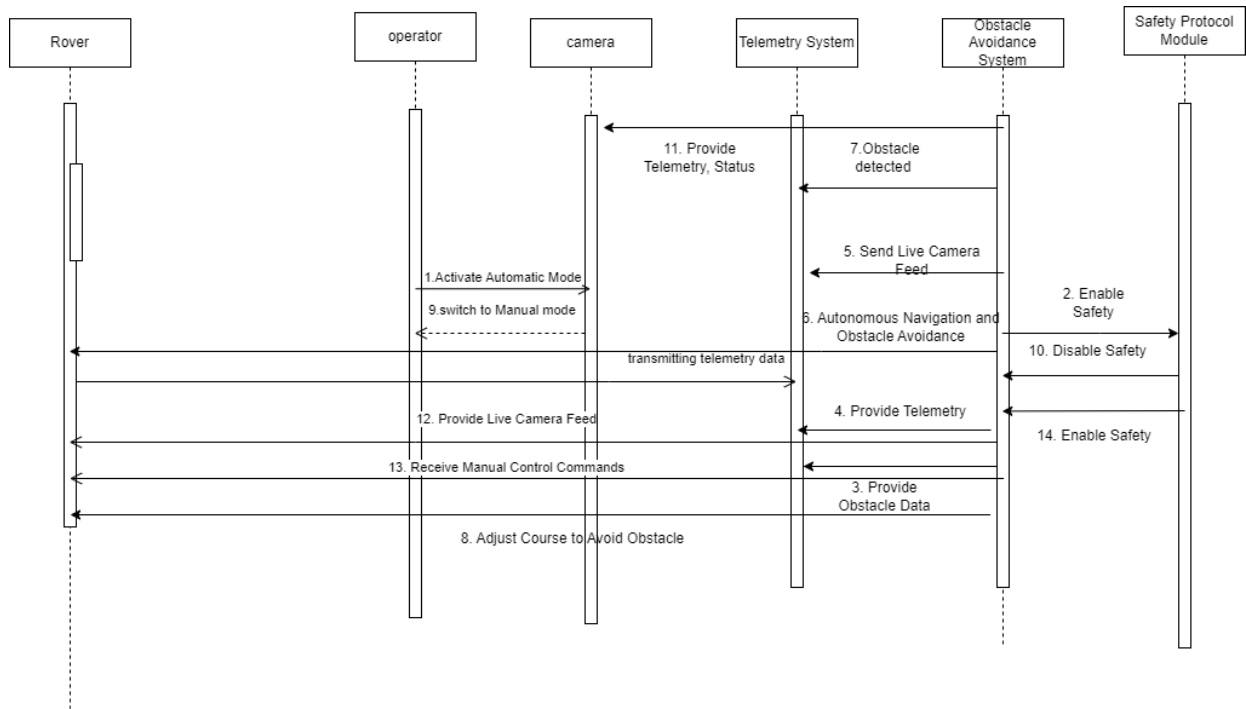 Rover
operator
camera
Telemetry System
Obstacle
Avoidance
System
Safety Protocol
Module
11. Provide
Telemetry, Status
7.Obstacle
detected
5. Send Live Camera
Feed
1.Activate Automatic Mode
2. Enable
Safety
9.switch to Manual mode
6. Autonomous Navigation and
Obstacle Avoidance
10. Disable Safety
transmitting telemetry data
4. Provide Telemetry
12. Provide Live Camera Feed
14. Enable Safety
13. Receive Manual Control Commands
3. Provide
Obstacle Data
8. Adjust Course to Avoid Obstacle